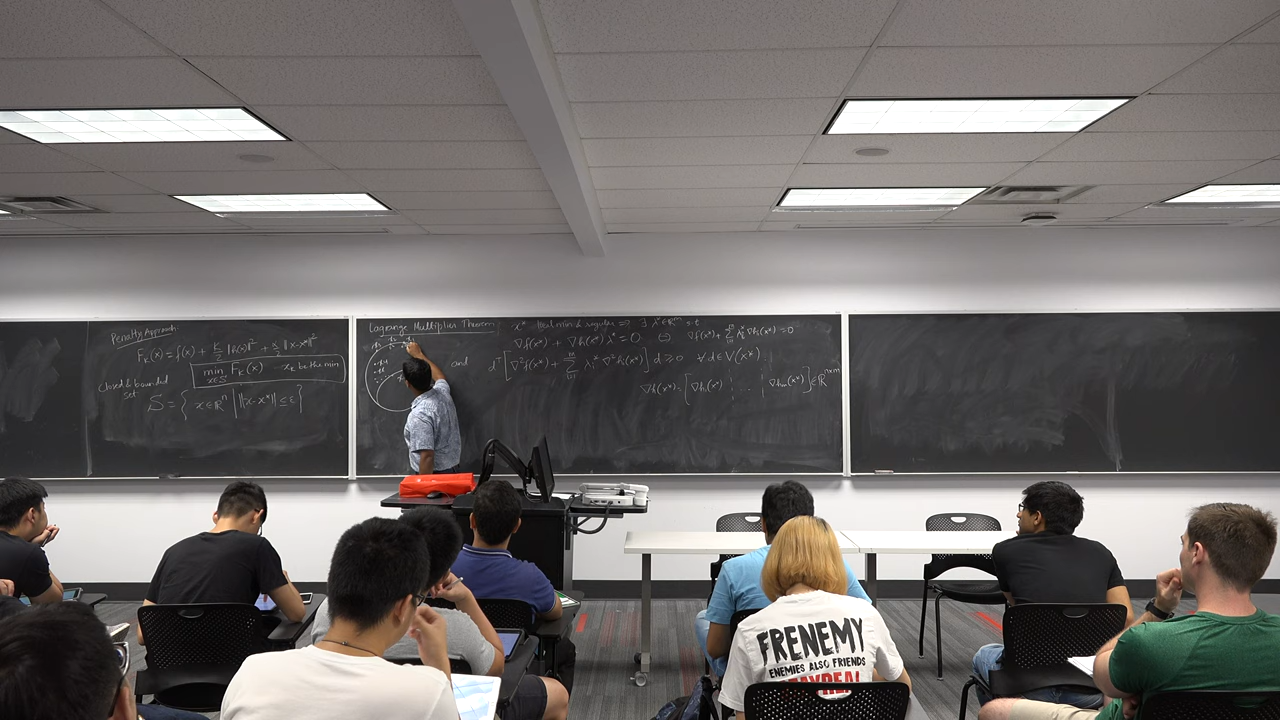 Penalty Approach
F_k(x) = f(x) + k/2 ||h(x)||² + α/2 ||x-x*||²
min F_k(x) x_k be the min
x∈S
closed & bounded
set
S = { x∈ℝⁿ | ||x-x*|| ≤ ε }
Lagrange Multiplier Theorem
x* local min & regular => ∃ λ*∈ℝᵐ s.t
∇f(x*) + ∇h(x*)λ* = 0 ⇔ ∇f(x*) + Σ λᵢ* ∇hᵢ(x*) = 0
and dᵀ[∇²f(x*) + Σ λᵢ* ∇²hᵢ(x*)] d ≥ 0 ∀ d∈V(x*)
∇h(x*) = [∇h₁(x*) ¦ ... ¦ ∇hₘ(x*)] ∈ ℝⁿˣᵐ
FRENEMY
ENEMIES ALSO FRIENDS